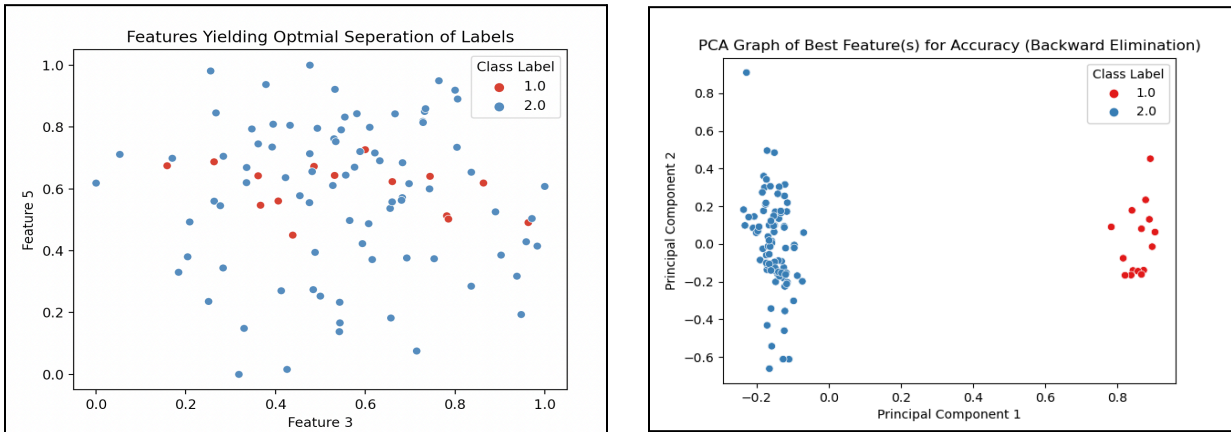 Features Yielding Optmial Seperation of Labels
Class Label
1.0
2.0
1.0
0.8
0.6
0.4
0.2
0.0
Feature 5
0.0 0.2 0.4 0.6 0.8 1.0
Feature 3
PCA Graph of Best Feature(s) for Accuracy (Backward Elimination)
Class Label
1.0
2.0
0.8
0.6
0.4
0.2
0.0
−0.2
−0.4
−0.6
Principal Component 2
−0.2 0.0 0.2 0.4 0.6 0.8
Principal Component 1